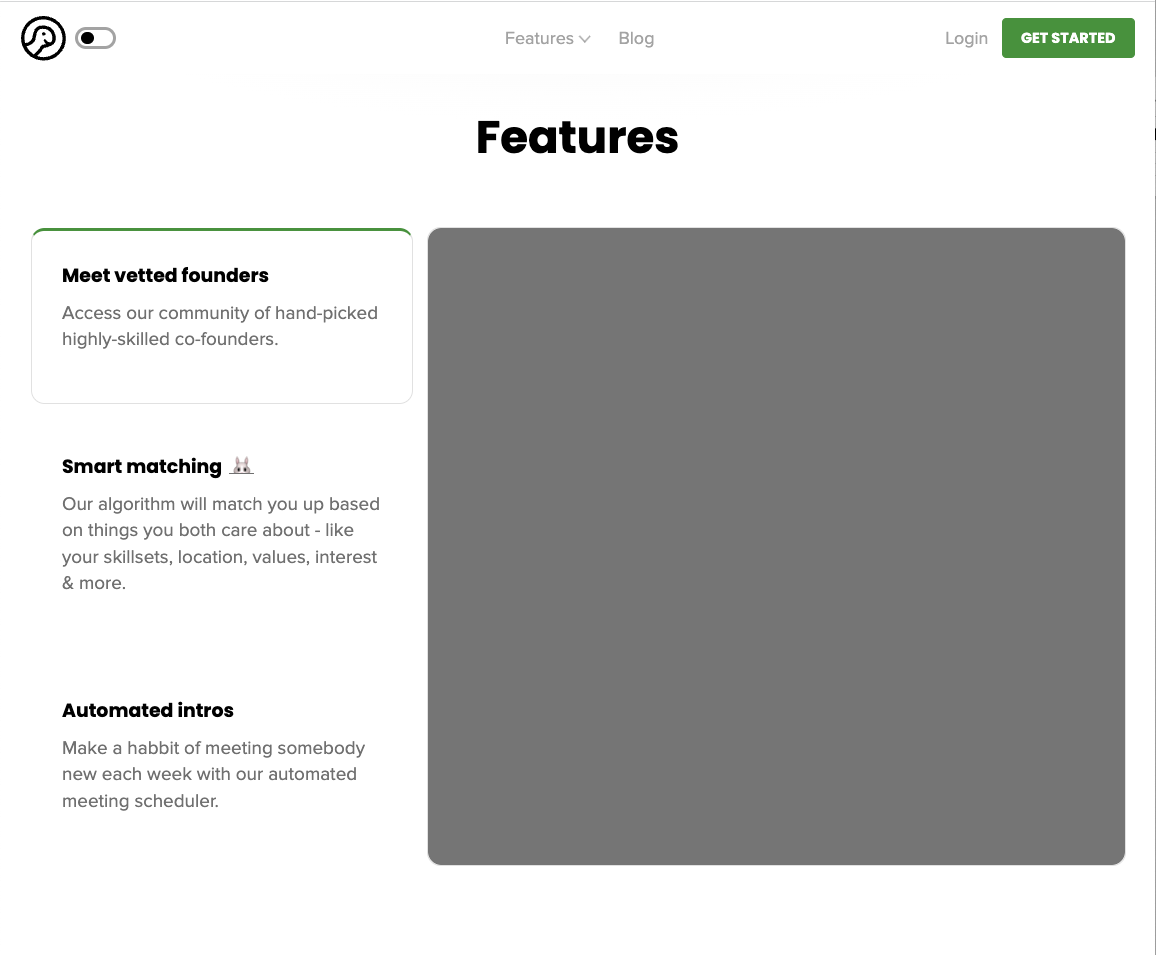 Features
Blog
Login
GET STARTED
Features
Meet vetted founders
Access our community of hand-picked
highly-skilled co-founders.
Smart matching
Our algorithm will match you up based
on things you both care about - like
your skillsets, location, values, interest
& more.
Automated intros
Make a habbit of meeting somebody
new each week with our automated
meeting scheduler.